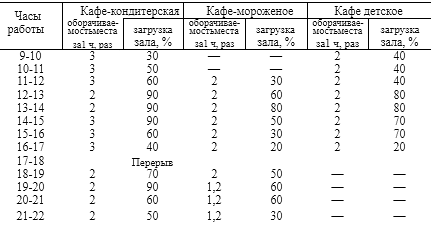 Часы работы Кафе-кондитерская Кафе-мороженое Кафе детское
оборачивае-мостьместа за1 ч, раз загрузка зала, % оборачивае-мостьместа за1 ч, раз загрузка зала, % оборачивае-мостьместа за1 ч, раз загрузка зала, %
9-10 3 30 — — 2 40
10-11 3 50 — — 2 40
11-12 3 60 2 30 2 40
12-13 2 90 2 60 2 80
13-14 2 90 2 80 2 80
14-15 3 90 2 50 2 70
15-16 3 60 2 30 2 70
16-17 3 40 2 20 2 20
17-18 Перерыв
18-19 2 70 2 50 — —
19-20 2 90 1,2 60 — —
20-21 2 60 1,2 60 — —
21-22 2 50 1,2 30 — —